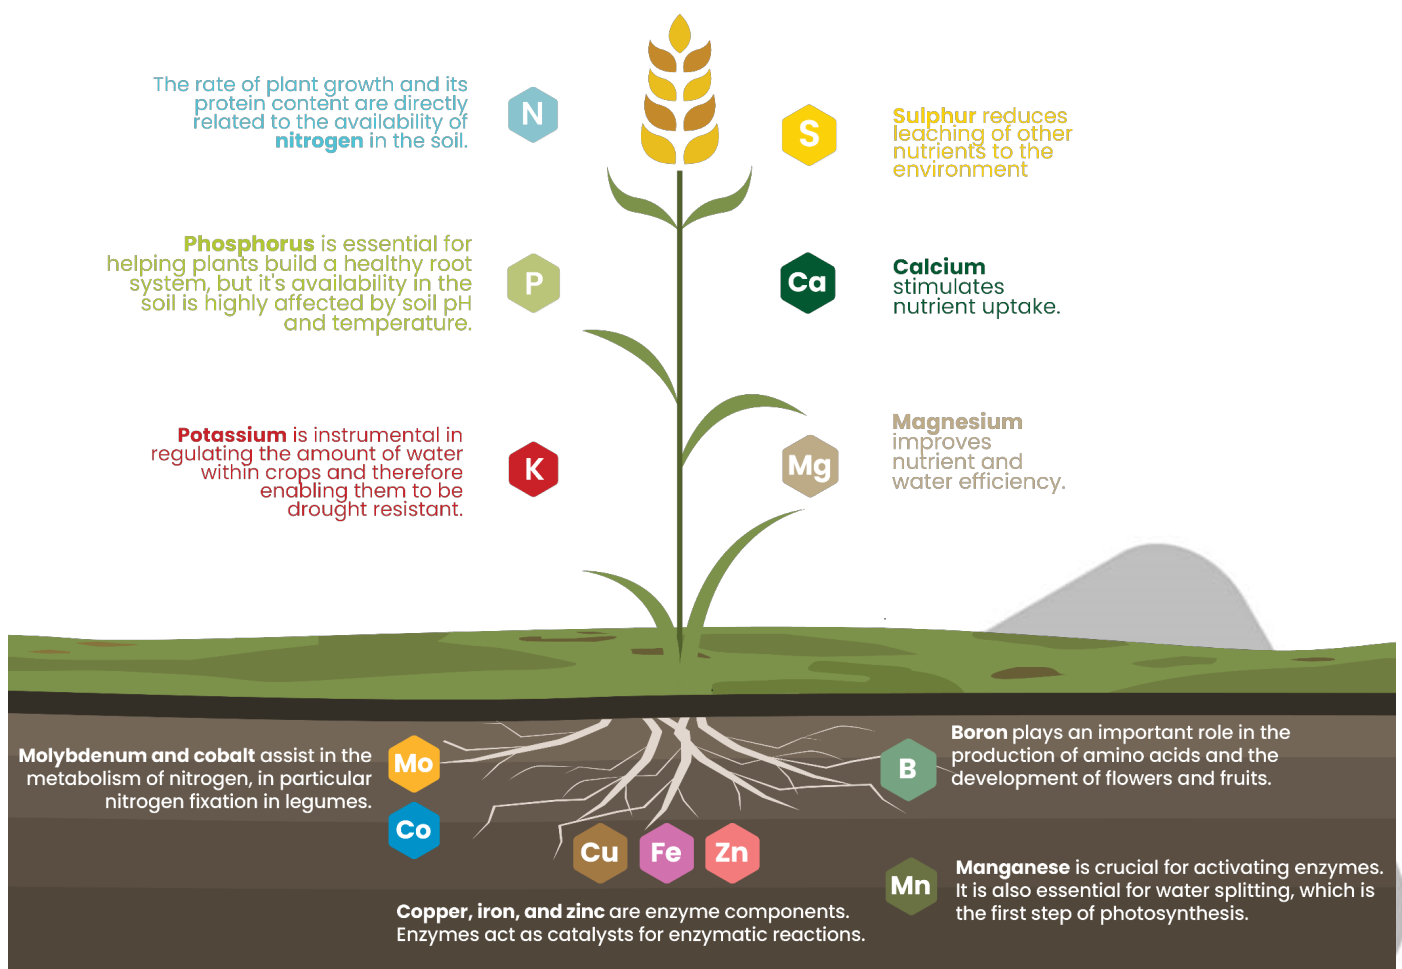 The rate of plant growth and its
protein content are directly
related to the availability of
nitrogen in the soil.
N
S
Sulphur reduces
leaching of other
nutrients to the
environment
Phosphorus is essential for
helping plants build a healthy root
system, but it's availability in the
soil is highly affected by soil pH
and temperature.
P
Ca
Calcium
stimulates
nutrient uptake.
Potassium is instrumental in
regulating the amount of water
within crops and therefore
enabling them to be
drought resistant.
K
Mg
Magnesium
improves
nutrient and
water efficiency.
Molybdenum and cobalt assist in the
metabolism of nitrogen, in particular
nitrogen fixation in legumes.
Mo
Co
Cu
Fe
Zn
Copper, iron, and zinc are enzyme components.
Enzymes act as catalysts for enzymatic reactions.
B
Boron plays an important role in the
production of amino acids and the
development of flowers and fruits.
Mn
Manganese is crucial for activating enzymes.
It is also essential for water splitting, which is
the first step of photosynthesis.